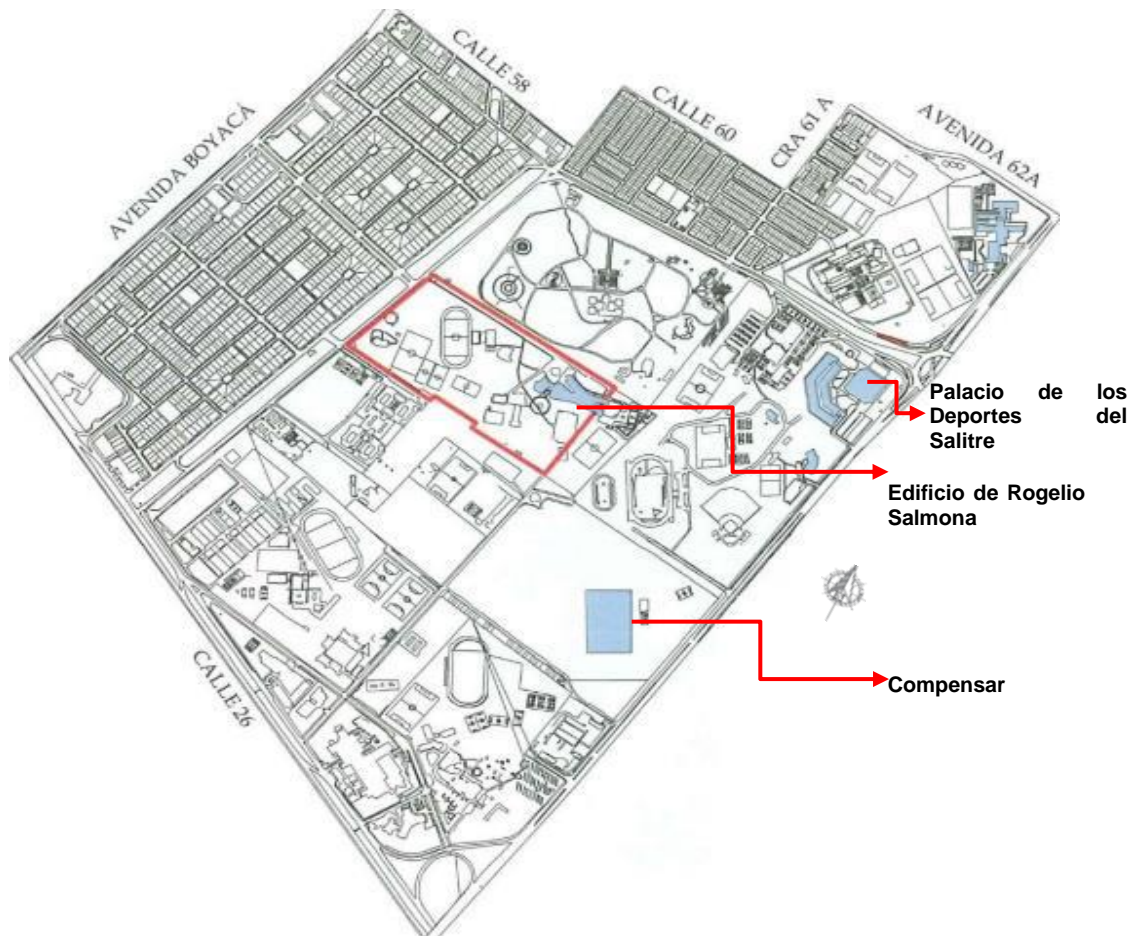 CALLE 58
AVENIDA BOYACÁ
CALLE 60
CRA 61 A
AVENIDA 62A
Palacio de los
Deportes del
Salitre
Edificio de Rogelio
Salmona
Compensar
CALLE 26